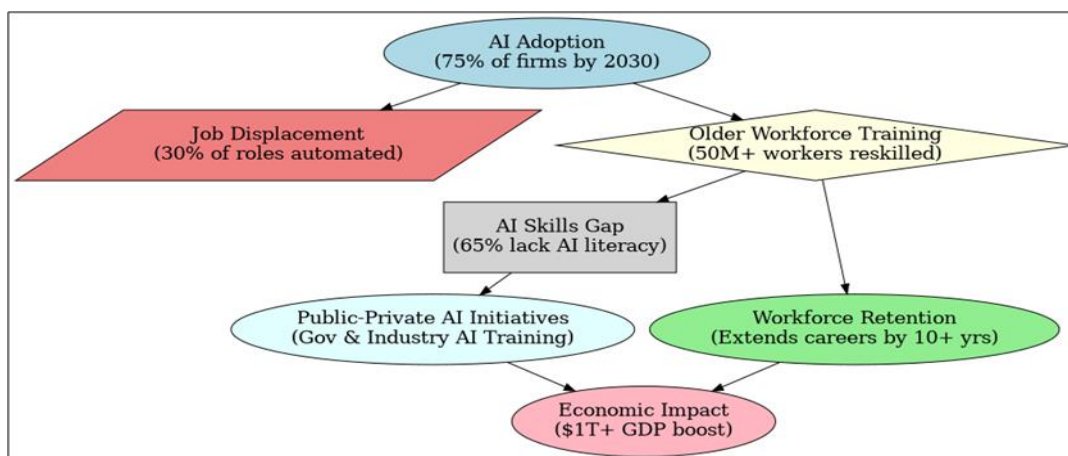 AI Adoption
(75% of firms by 2030)
Job Displacement
(30% of roles automated)
Older Workforce Training
(50M+ workers reskilled)
AI Skills Gap
(65% lack AI literacy)
Public-Private AI Initiatives
(Gov & Industry AI Training)
Workforce Retention
(Extends careers by 10+ yrs)
Economic Impact
($1T+ GDP boost)